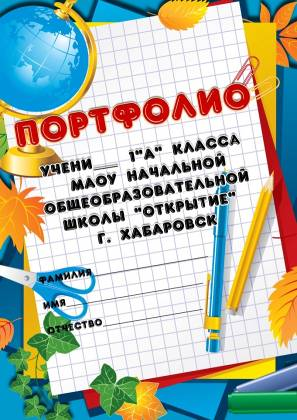 ПОРТФОЛИО
УЧЕНИ___ 1"А" КЛАССА
МАОУ НАЧАЛЬНОЙ
ОБЩЕОБРАЗОВАТЕЛЬНОЙ
ШКОЛЫ "ОТКРЫТИЕ"
Г. ХАБАРОВСК
ФАМИЛИЯ
ИМЯ
ОТЧЕСТВО